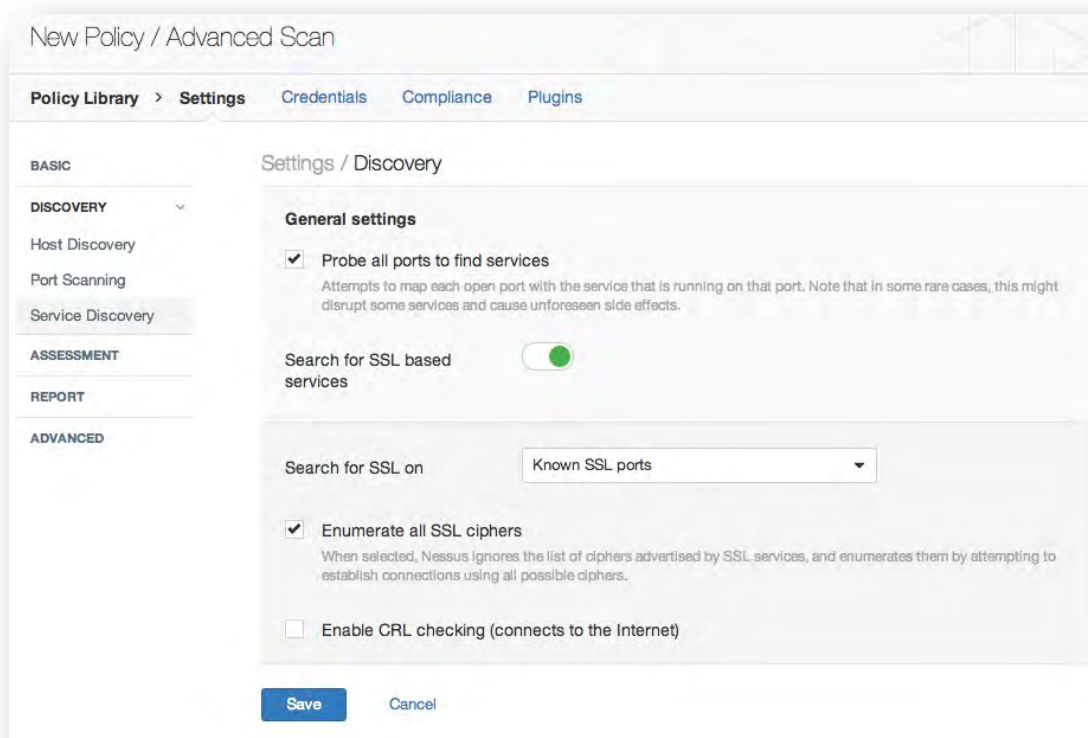 New Policy / Advanced Scan
Policy Library > Settings Credentials Compliance Plugins
BASIC
DISCOVERY
Host Discovery
Port Scanning
Service Discovery
ASSESSMENT
REPORT
ADVANCED
Settings / Discovery
General settings
Probe all ports to find services
Attempts to map each open port with the service that is running on that port. Note that in some rare cases, this might
disrupt some services and cause unforeseen side effects.
Search for SSL based
services
Search for SSL on Known SSL ports
Enumerate all SSL ciphers
When selected, Nessus ignores the list of ciphers advertised by SSL services, and enumerates them by attempting to
establish connections using all possible ciphers.
Enable CRL checking (connects to the Internet)
Save Cancel